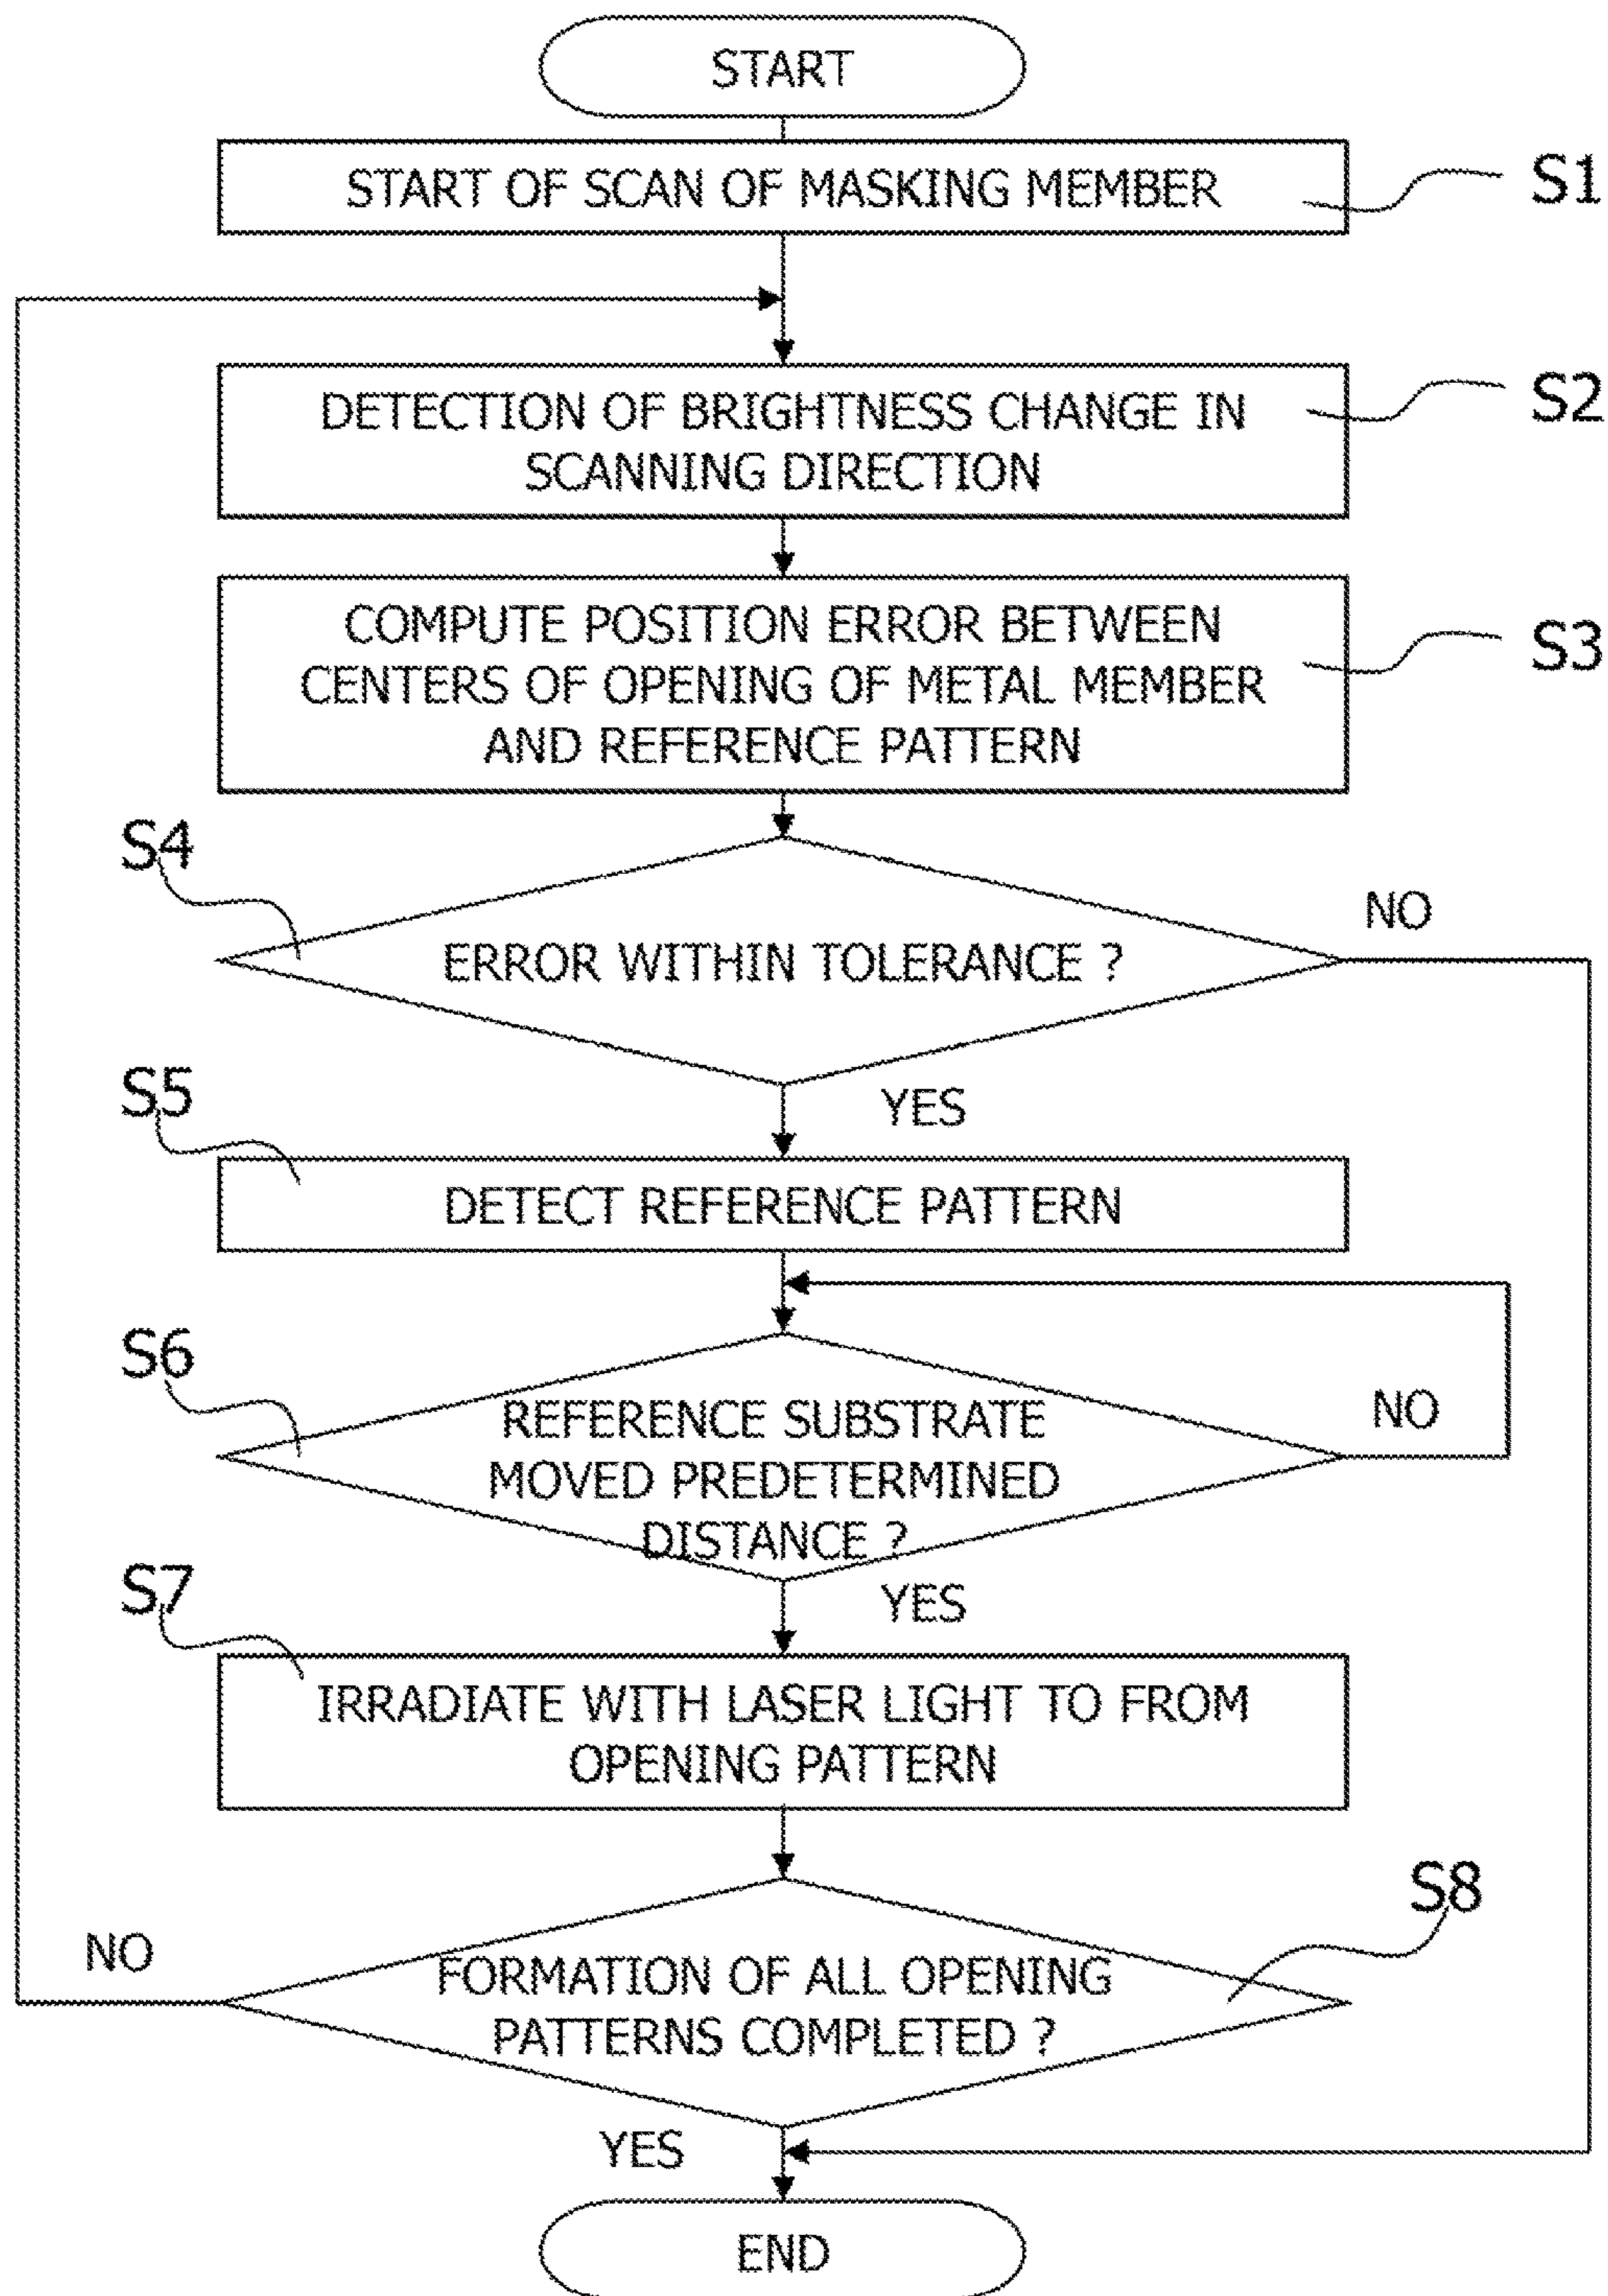 START
START OF SCAN OF MASKING MEMBER
S1
DETECTION OF BRIGHTNESS CHANGE IN
SCANNING DIRECTION
S2
COMPUTE POSITION ERROR BETWEEN
CENTERS OF OPENING OF METAL MEMBER
AND REFERENCE PATTERN
S3
S4
ERROR WITHIN TOLERANCE ?
NO
YES
S5
DETECT REFERENCE PATTERN
S6
REFERENCE SUBSTRATE
MOVED PREDETERMINED
DISTANCE ?
NO
YES
S7
IRRADIATE WITH LASER LIGHT TO FROM
OPENING PATTERN
S8
NO
FORMATION OF ALL OPENING
PATTERNS COMPLETED ?
YES
END